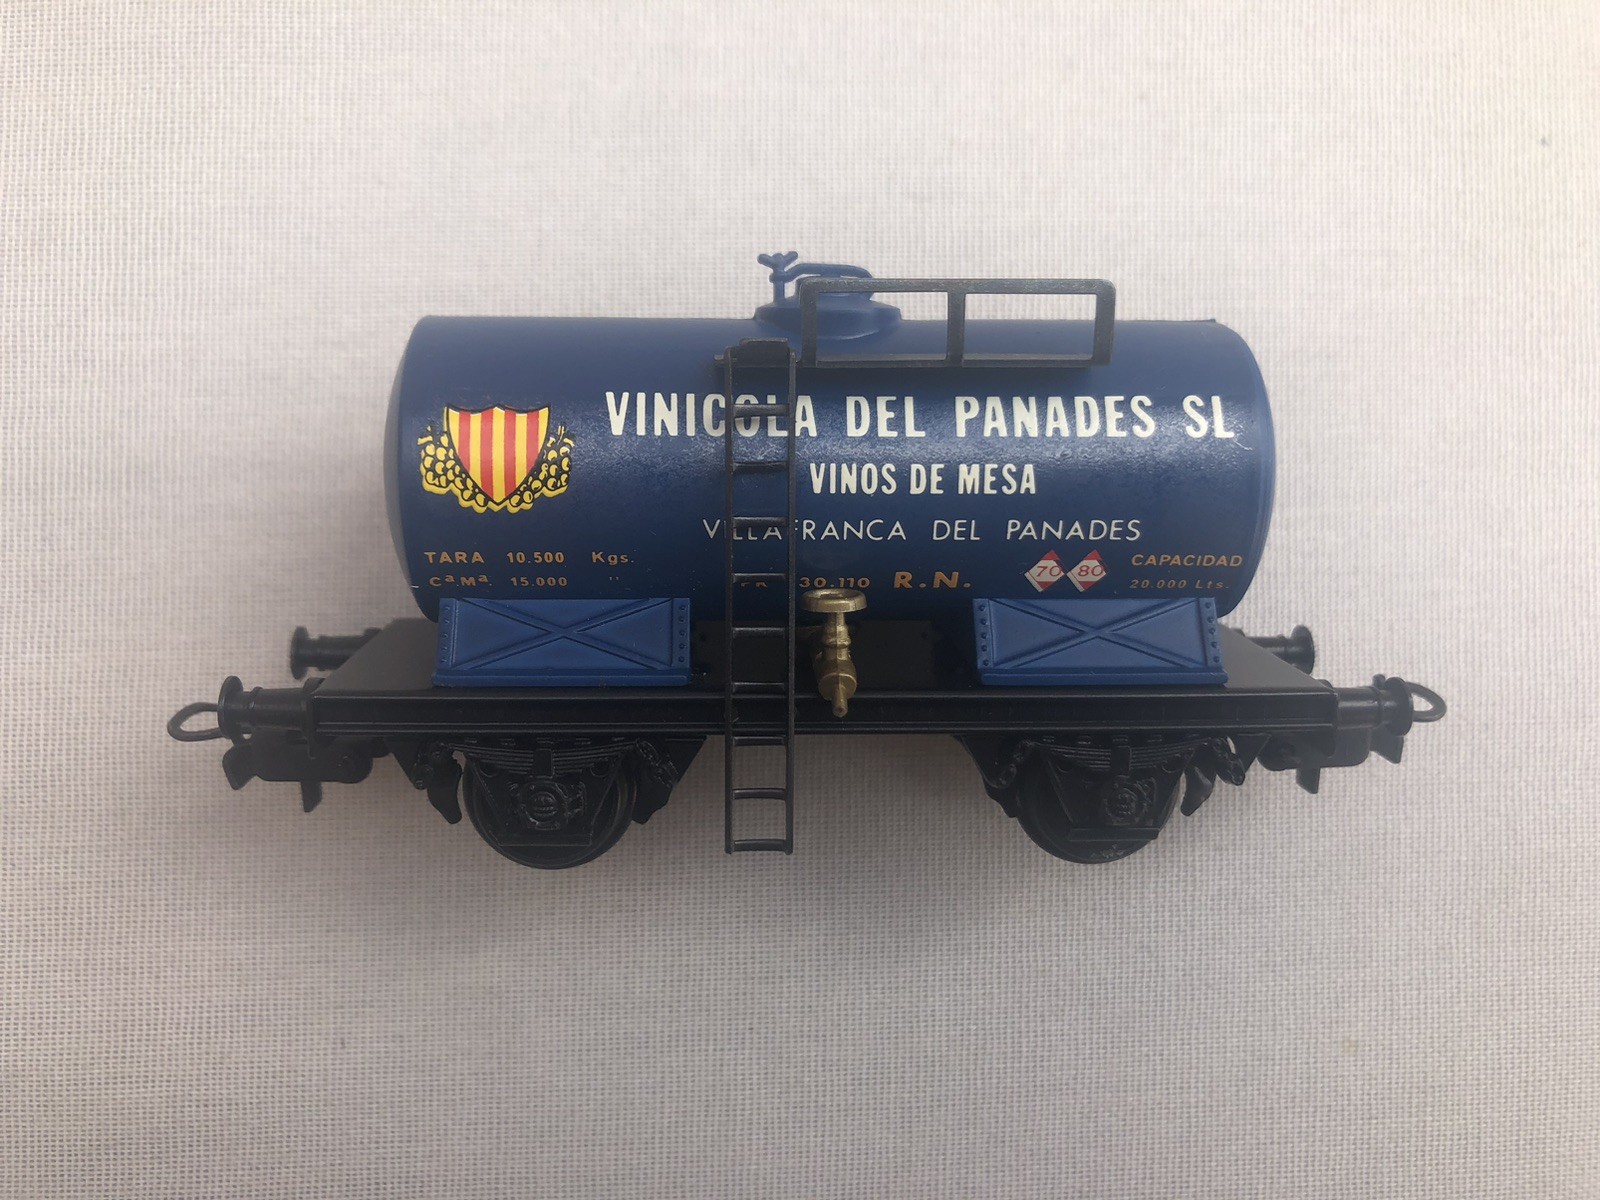 VINICOLA DEL PANADES SL
VINOS DE MESA
VILLAFRANCA DEL PANADES
TARA 10.500 Kgs.
CªMª. 15.000 "
30.110 R.N.
70 80
CAPACIDAD
20.000 Lts.